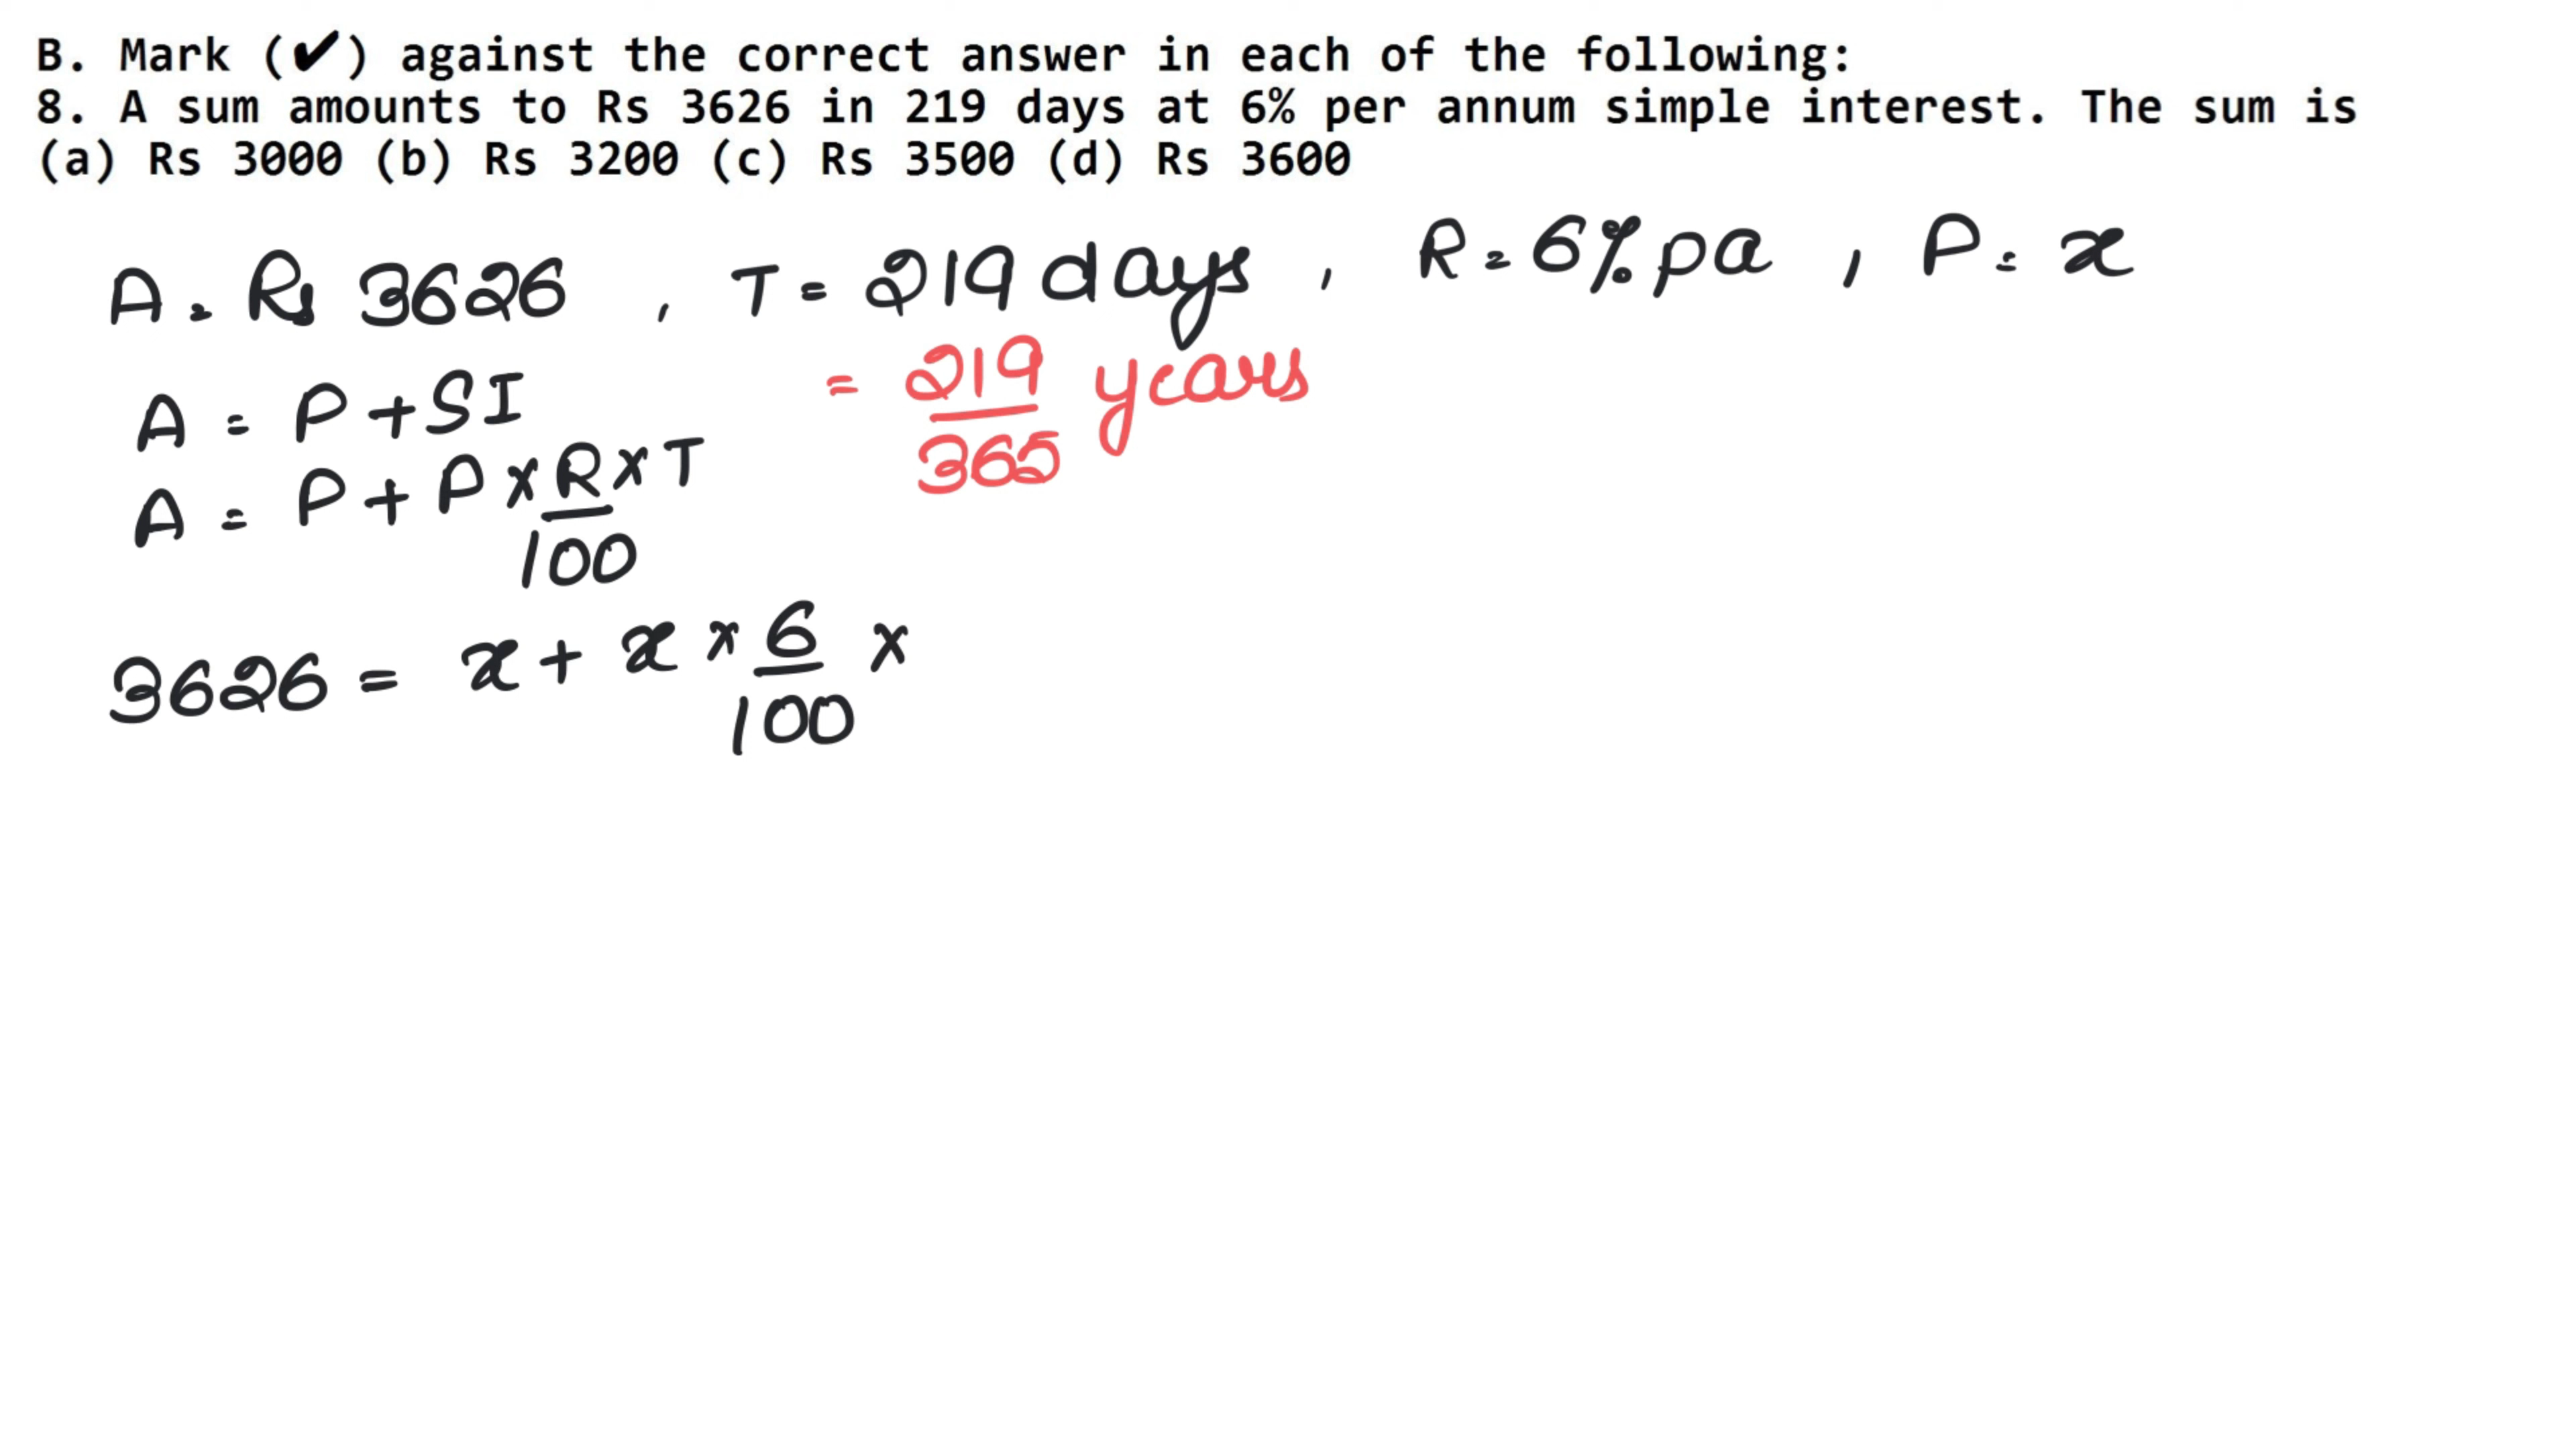 B. Mark (✔) against the correct answer in each of the following:
8. A sum amounts to Rs 3626 in 219 days at 6% per annum simple interest. The sum is
(a) Rs 3000 (b) Rs 3200 (c) Rs 3500 (d) Rs 3600
A = Rs 3626 , T = 219 days , R = 6% pa , P = x
= 219/365 years
A = P + SI
A = P + P × R/100 × T
3626 = x + x × 6/100 ×